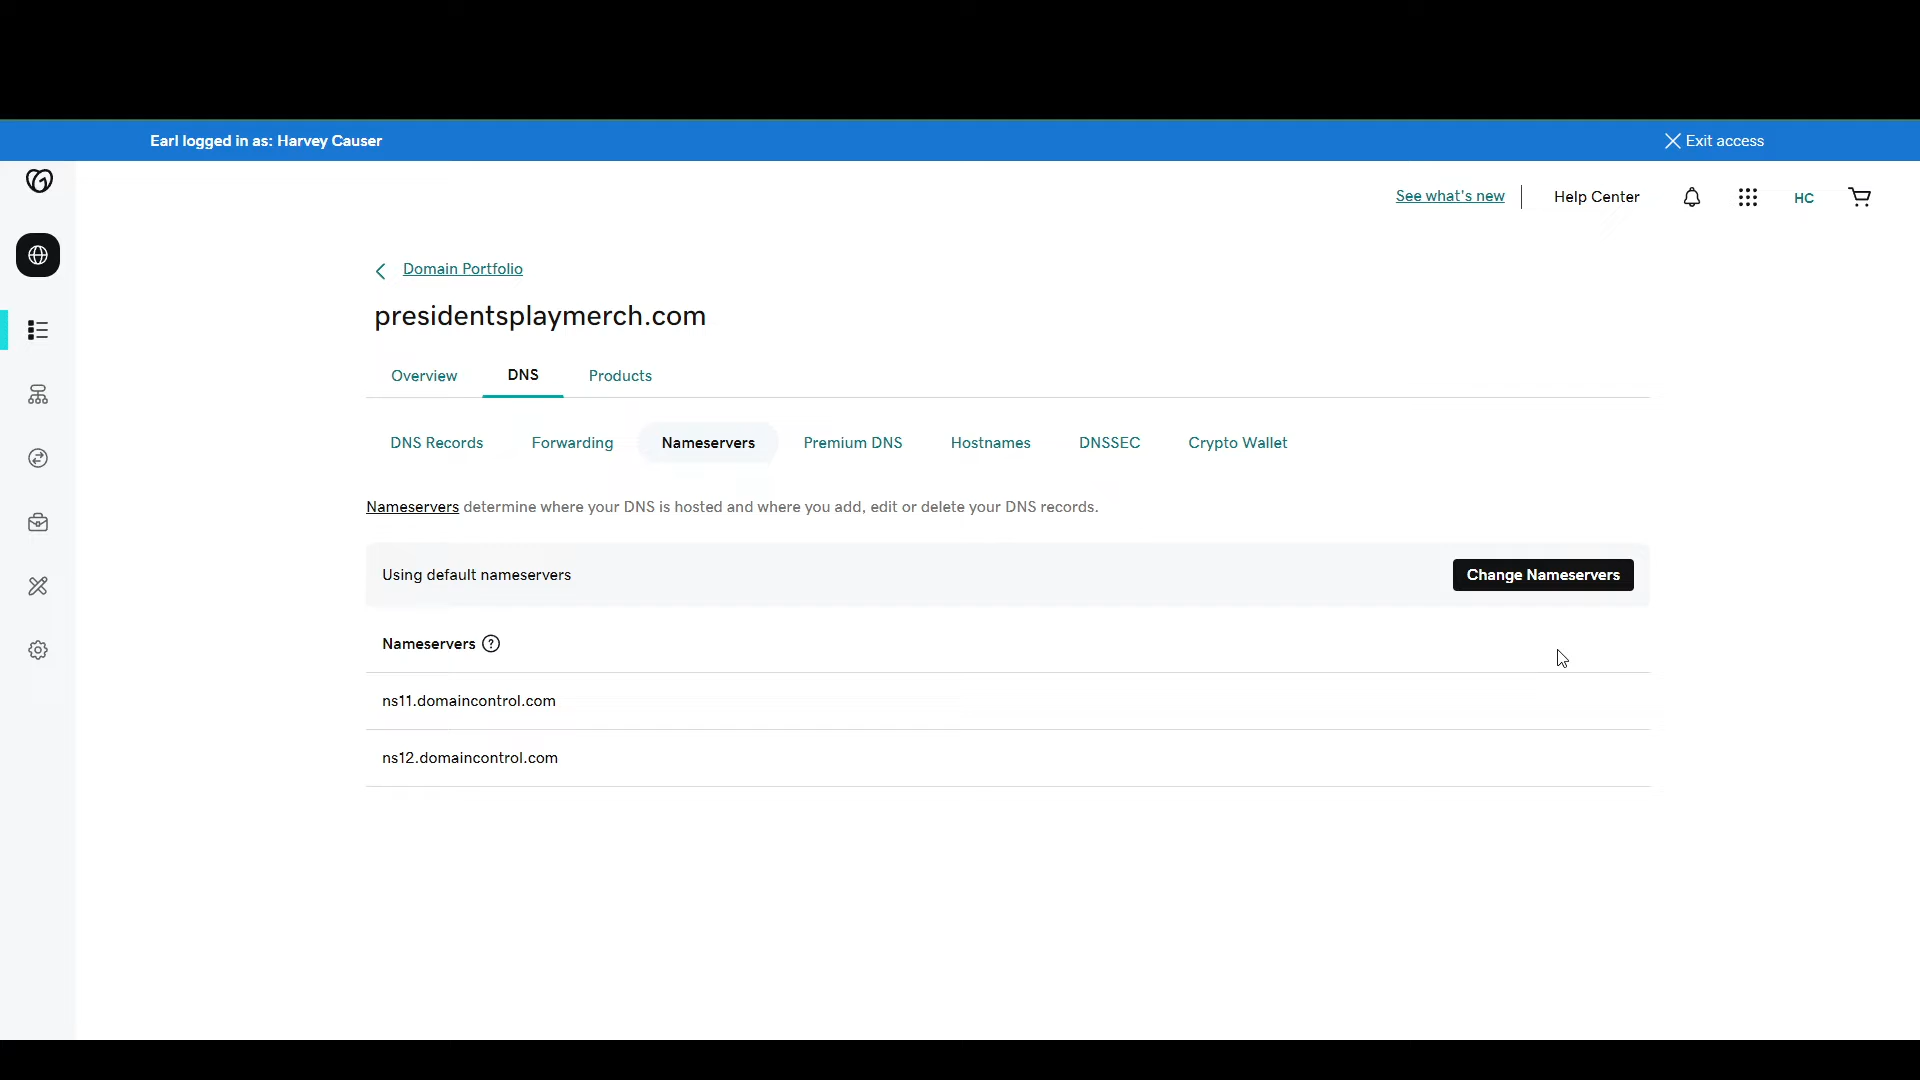 Earl logged in as: Harvey Causer
Exit access
See what's new
Help Center
HC
Domain Portfolio
presidentsplaymerch.com
Overview
DNS
Products
DNS Records
Forwarding
Nameservers
Premium DNS
Hostnames
DNSSEC
Crypto Wallet
Nameservers determine where your DNS is hosted and where you add, edit or delete your DNS records.
Using default nameservers
Change Nameservers
Nameservers ?
ns11.domaincontrol.com
ns12.domaincontrol.com